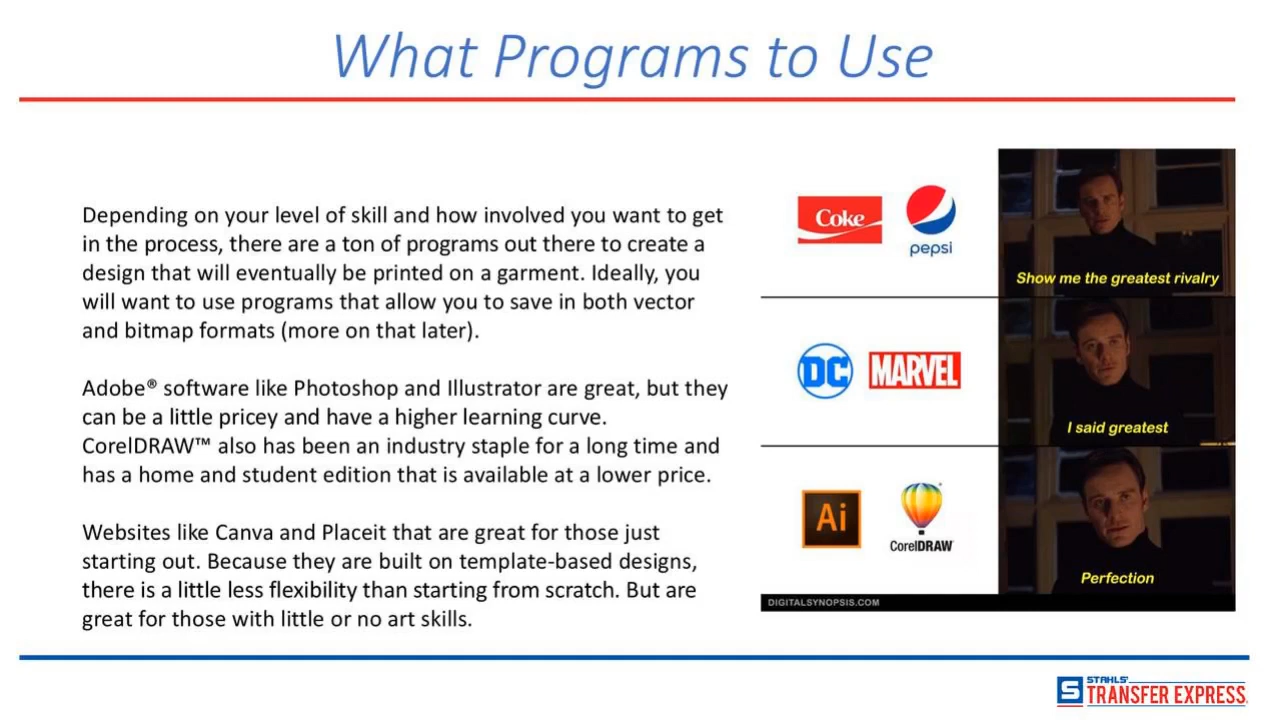 What Programs to Use
Depending on your level of skill and how involved you want to get
in the process, there are a ton of programs out there to create a
design that will eventually be printed on a garment. Ideally, you
will want to use programs that allow you to save in both vector
and bitmap formats (more on that later).
Adobe® software like Photoshop and Illustrator are great, but they
can be a little pricey and have a higher learning curve.
CorelDRAW™ also has been an industry staple for a long time and
has a home and student edition that is available at a lower price.
Websites like Canva and Placeit that are great for those just
starting out. Because they are built on template-based designs,
there is a little less flexibility than starting from scratch. But are
great for those with little or no art skills.
Coke
pepsi
Show me the greatest rivalry
DC MARVEL
I said greatest
Ai
CorelDRAW
Perfection
DIGITALSYNOPSIS.COM
S STAHLS'
TRANSFER EXPRESS